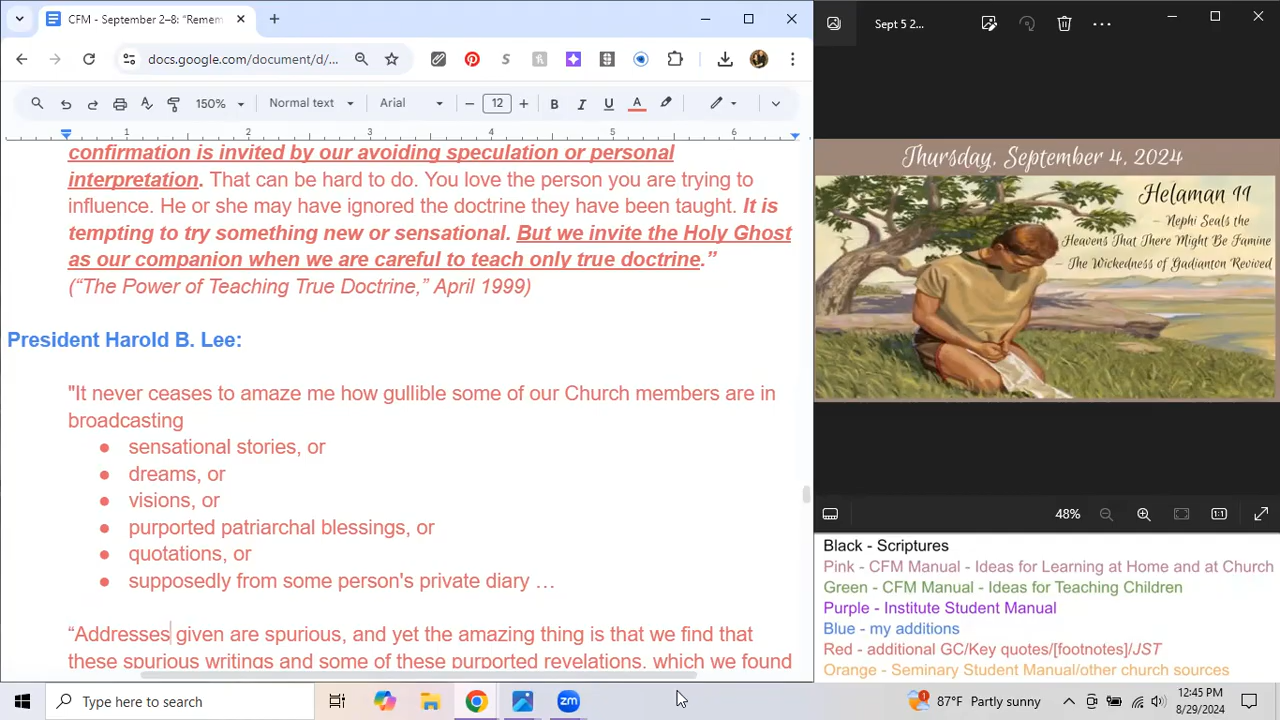 CFM - September 2–8: “Remem
docs.google.com/document/d/...
Sept 5 2...
150%
Normal text
Arial
12
B
I
U
A
1
2
3
4
5
6
confirmation is invited by our avoiding speculation or personal
interpretation. That can be hard to do. You love the person you are trying to
influence. He or she may have ignored the doctrine they have been taught. It is
tempting to try something new or sensational. But we invite the Holy Ghost
as our companion when we are careful to teach only true doctrine.”
(“The Power of Teaching True Doctrine,” April 1999)
President Harold B. Lee:
"It never ceases to amaze me how gullible some of our Church members are in
broadcasting
● sensational stories, or
● dreams, or
● visions, or
● purported patriarchal blessings, or
● quotations, or
● supposedly from some person's private diary …
“Addresses given are spurious, and yet the amazing thing is that we find that
these spurious writings and some of these purported revelations, which we found
Thursday, September 4, 2024
Helaman 11
– Nephi Seals the
Heavens That There Might Be Famine
– The Wickedness of Gadianton Revived
48%
1:1
Black - Scriptures
Pink - CFM Manual - Ideas for Learning at Home and at Church
Green - CFM Manual - Ideas for Teaching Children
Purple - Institute Student Manual
Blue - my additions
Red - additional GC/Key quotes/[footnotes]/JST
Orange - Seminary Student Manual/other church sources
Type here to search
zm
87°F Partly sunny
12:45 PM
8/29/2024